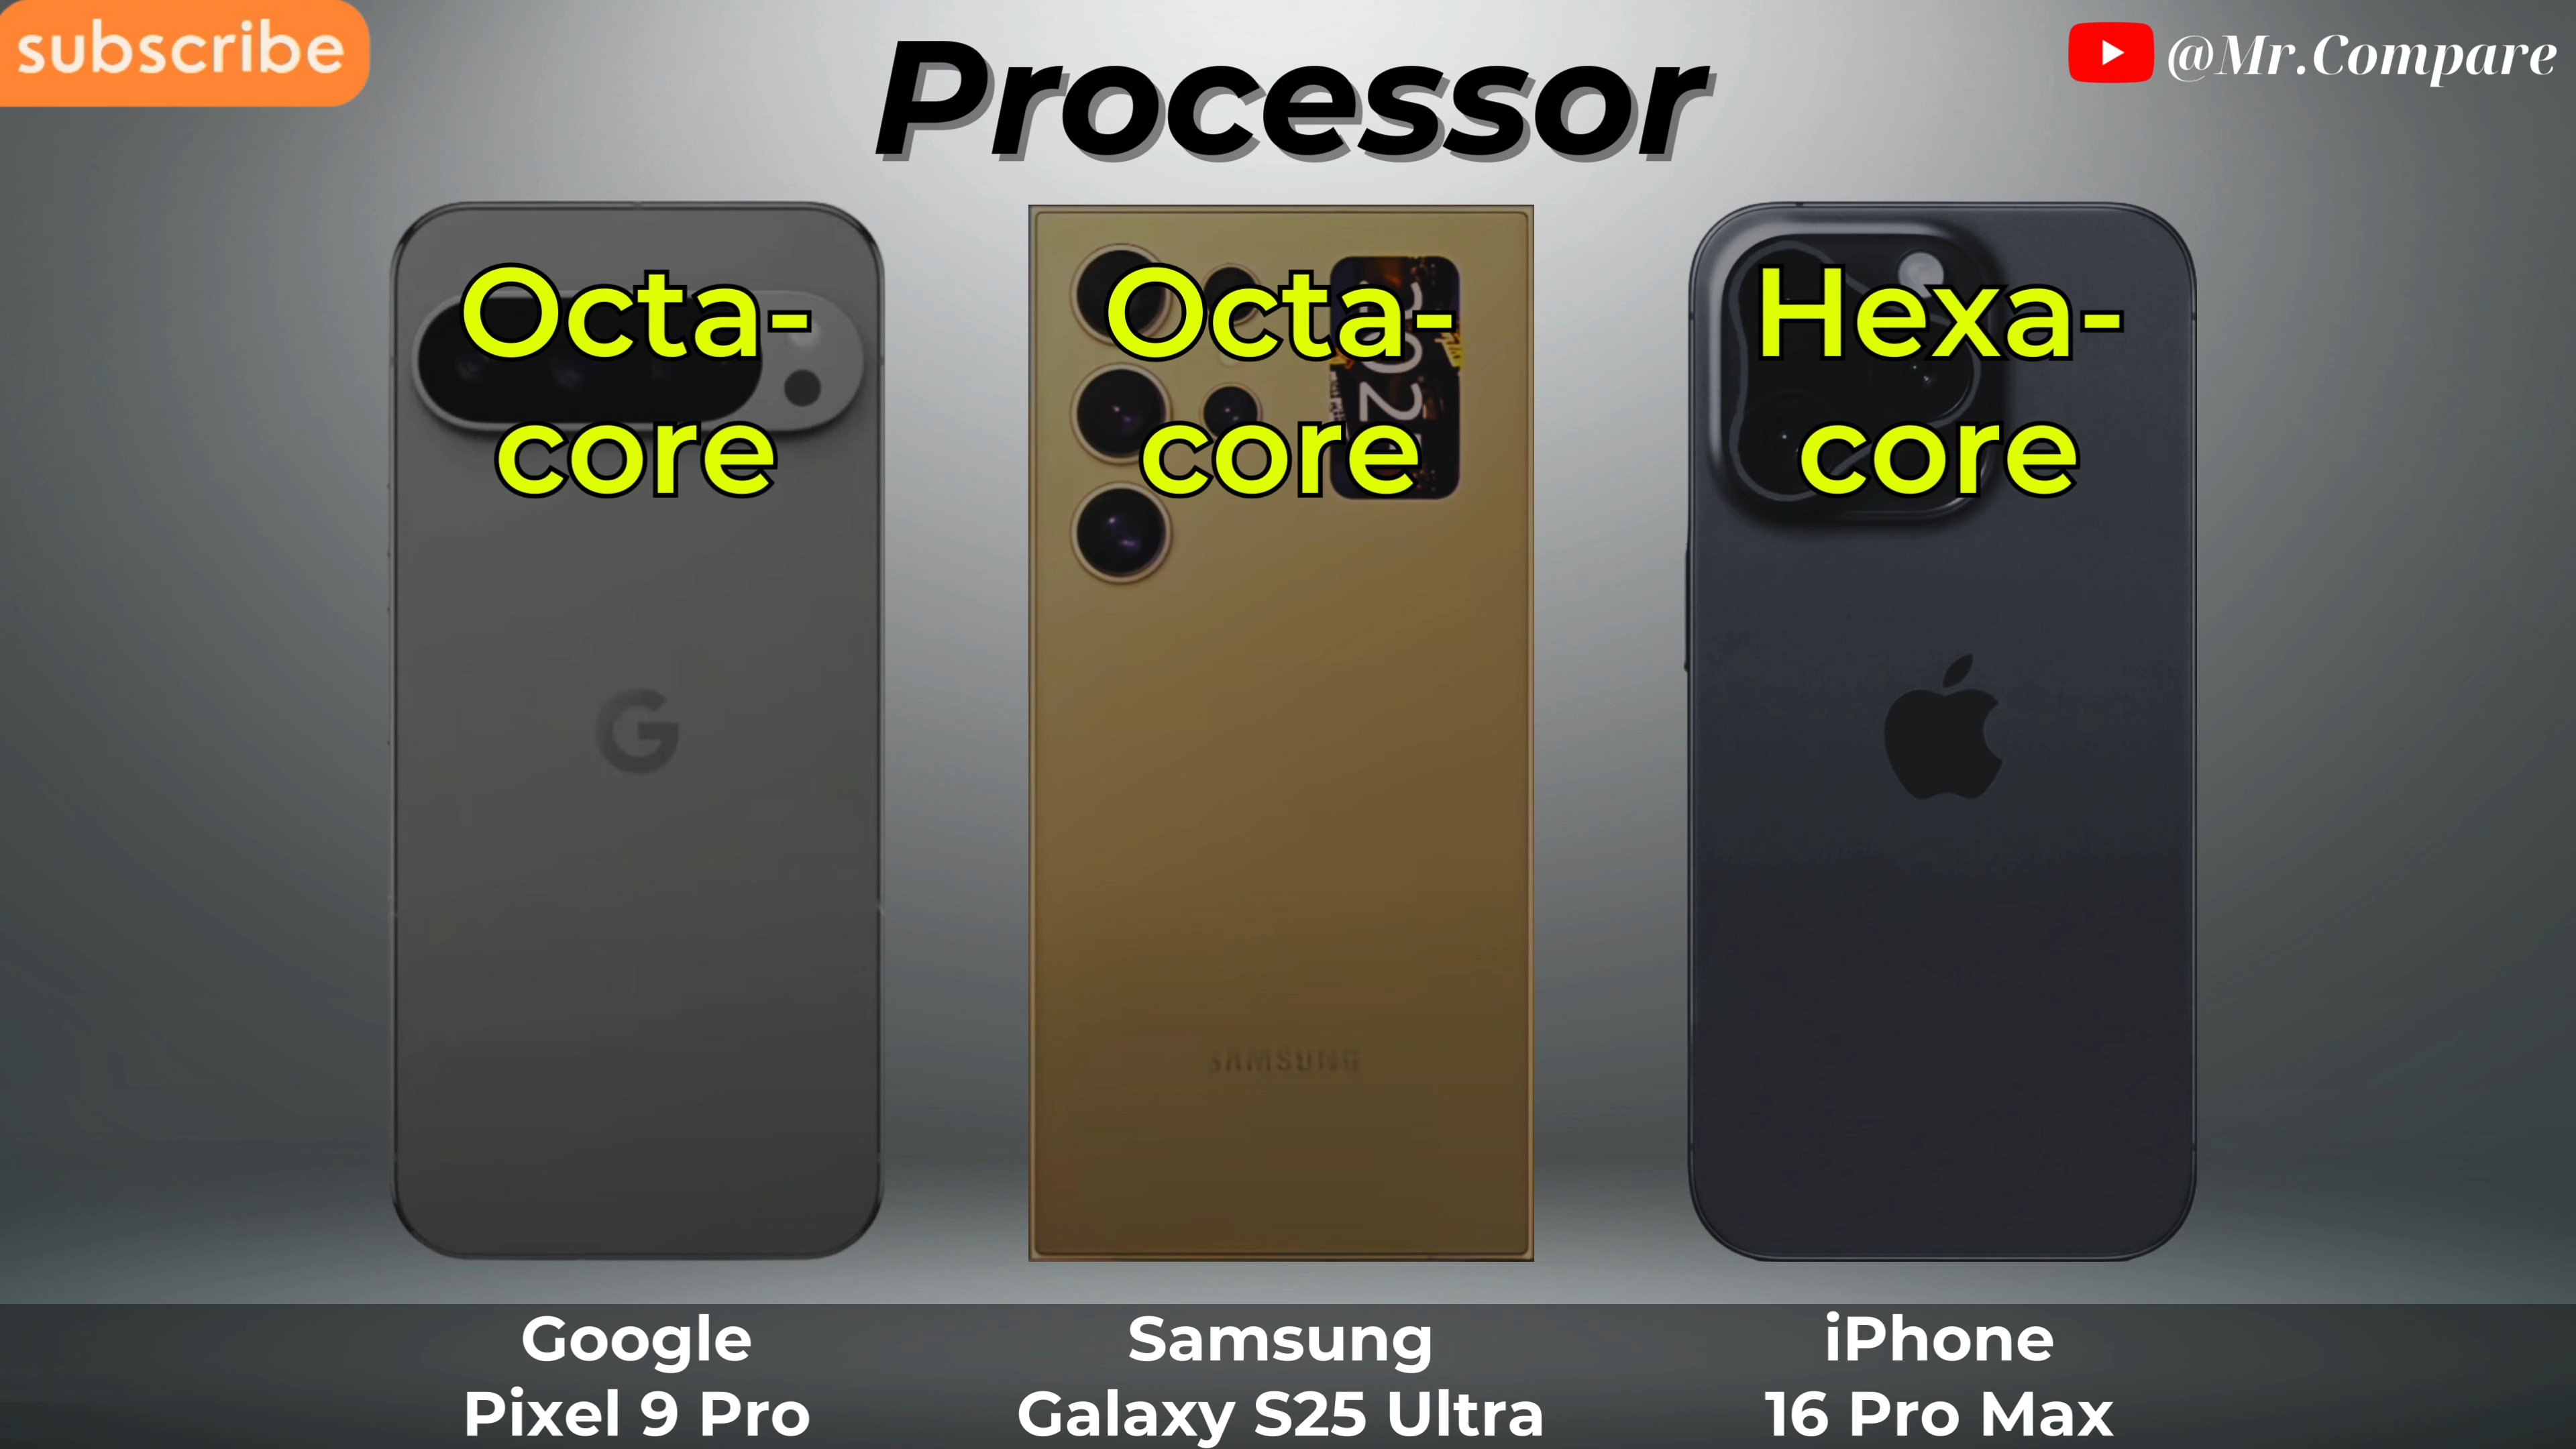 subscribe
Processor
@Mr.Compare
Octa-
core
Octa-
core
Hexa-
core
G
SAMSUNG
Google
Pixel 9 Pro
Samsung
Galaxy S25 Ultra
iPhone
16 Pro Max